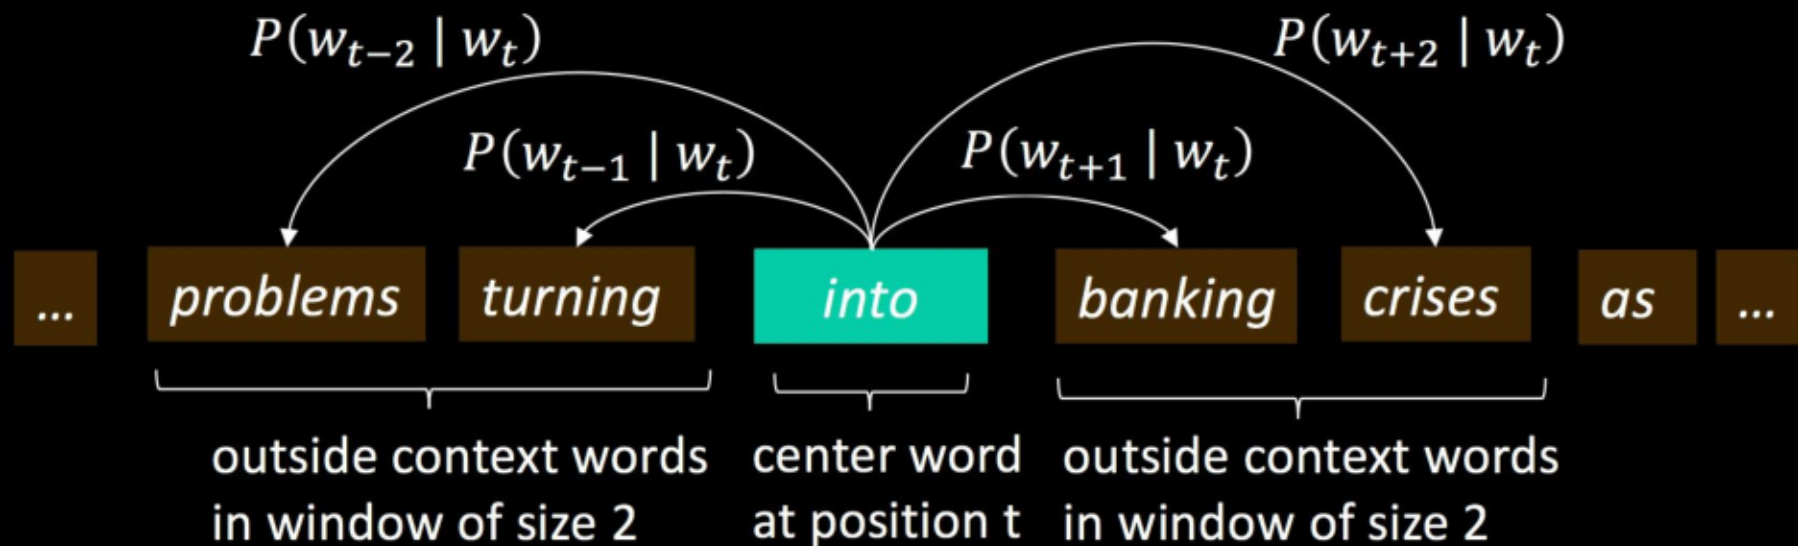 P(w_{t−2} | w_t)
P(w_{t+2} | w_t)
P(w_{t−1} | w_t)
P(w_{t+1} | w_t)
... problems turning into banking crises as ...
outside context words
in window of size 2
center word
at position t
outside context words
in window of size 2